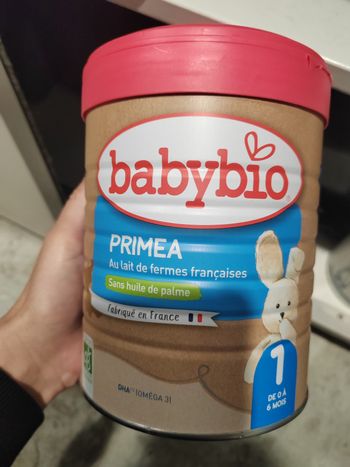 babybio
PRIMEA
Au lait de fermes françaises
Sans huile de palme
Fabriqué en France
1
DE 0 À
6 MOIS
DHA (OMÉGA 3)